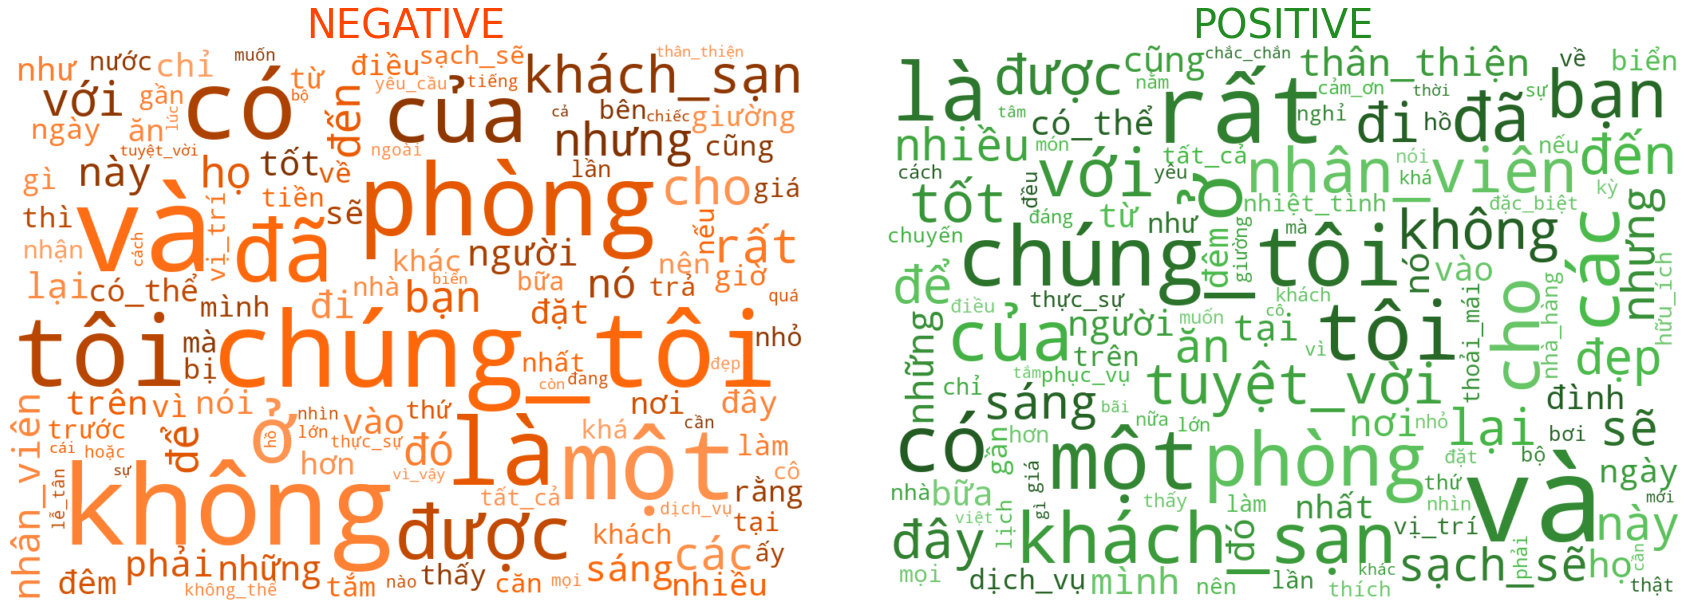 NEGATIVE
như nước chỉ muốn từ điều sạch_sẽ thân_thiện
với gần có bộ yêu_cầu tiếng của khách_sạn
ngày ăn lúc đến cả bên chiếc giường
tuyệt_vời ngoài nhưng cũng
gì này họ tốt về lần cho giá
thì và vị_trí tiền sẽ phòng nếu rất
nhận cách đã khác người nên giờ
lại có_thể mình đi nhà bạn biển bữa nó trả quá
tôi mà bị chúng_tôi đặt nhỏ
nhất còn đang đẹp
nhân_viên trên vì nói ở nhìn vào thứ nơi đây
trước cái hoặc để hồ lớn thực_sự đó là khá cần làm
sự hơn vì_vậy một cô
lễ_tân không tất_cả dịch_vụ rằng
được khách tại
đêm phải những tắm nào thấy căn mọi sáng các ấy
không_thể nhiều
POSITIVE
là được cũng chắc_chắn thân_thiện về biển
tâm năm rất cảm_ơn thời sự bạn
nhiều có_thể nghỉ đi hồ đã
cách món với tất_cả nhân_viên nói nếu đến
tốt đều yêu ở khá kỳ
đáng từ nhiệt_tình đặc_biệt
chuyến chúng_tôi như đêm giường mà không các nhưng
để điều thực_sự khách nó vào
những của người muốn tại cô tôi thoải_mái cho nhà_hàng hữu_ích
trên ăn vì đẹp
chỉ tắm phục_vụ tuyệt_vời
sáng bãi nơi nhỏ đình
có gần hơn một nữa lớn phòng lại bơi sẽ
nhà bữa thấy đặt bộ và ngày
gì giá làm nhất thứ nhìn mới
đây việt lịch khách_sạn đó vị_trí này
mọi dịch_vụ mình nên lần thích khác sạch_sẽ phải họ cần thật